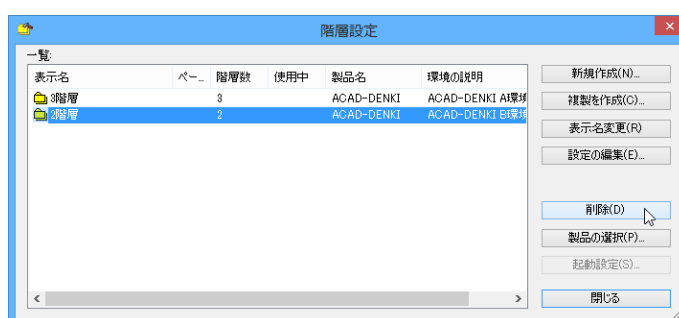 階層設定
一覧:
表示名 ペー... 階層数 使用中 製品名 環境の説明
3階層 3 ACAD-DENKI ACAD-DENKI A環境
2階層 2 ACAD-DENKI ACAD-DENKI B環境
新規作成(N)...
複製を作成(C)...
表示名変更(R)
設定の編集(E)...
削除(D)
製品の選択(P)...
起動設定(S)...
閉じる